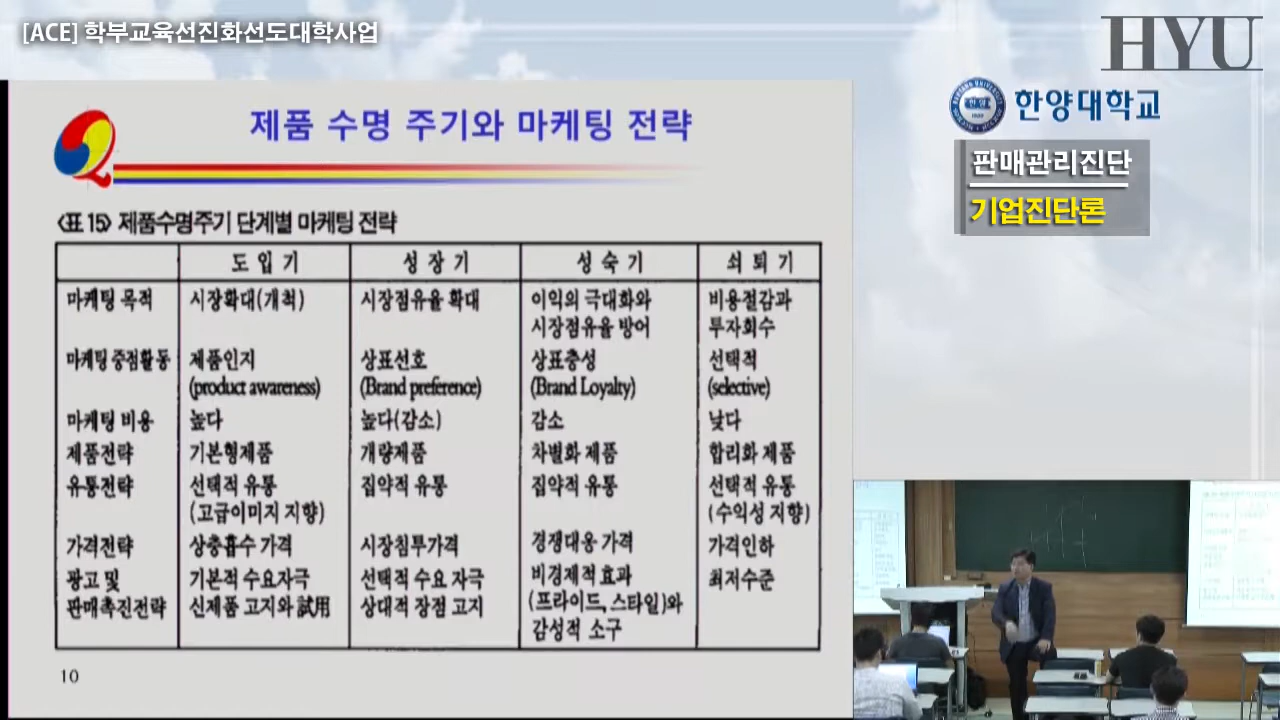 [ACE] 학부교육선진화선도대학사업
HYU
한양대학교
판매관리진단
기업진단론
제품 수명 주기와 마케팅 전략
<표 15> 제품수명주기 단계별 마케팅 전략
도입기 성장기 성숙기 쇠퇴기
마케팅 목적 시장확대(개척) 시장점유율 확대 이익의 극대화와 비용절감과
시장점유율 방어 투자회수
마케팅 중점활동 제품인지 상표선호 상표충성 선택적
(product awareness) (Brand preference) (Brand Loyalty) (selective)
마케팅 비용 높다 높다(감소) 감소 낮다
제품전략 기본형제품 개량제품 차별화 제품 합리화 제품
유통전략 선택적 유통 집약적 유통 집약적 유통 선택적 유통
(고급이미지 지향) (수익성 지향)
가격전략 상층흡수 가격 시장침투가격 경쟁대응 가격 가격인하
광고 및 기본적 수요자극 선택적 수요 자극 비경제적 효과 최저수준
판매촉진전략 신제품 고지와 試用 상대적 장점 고지 (프라이드, 스타일)와
감성적 소구
10